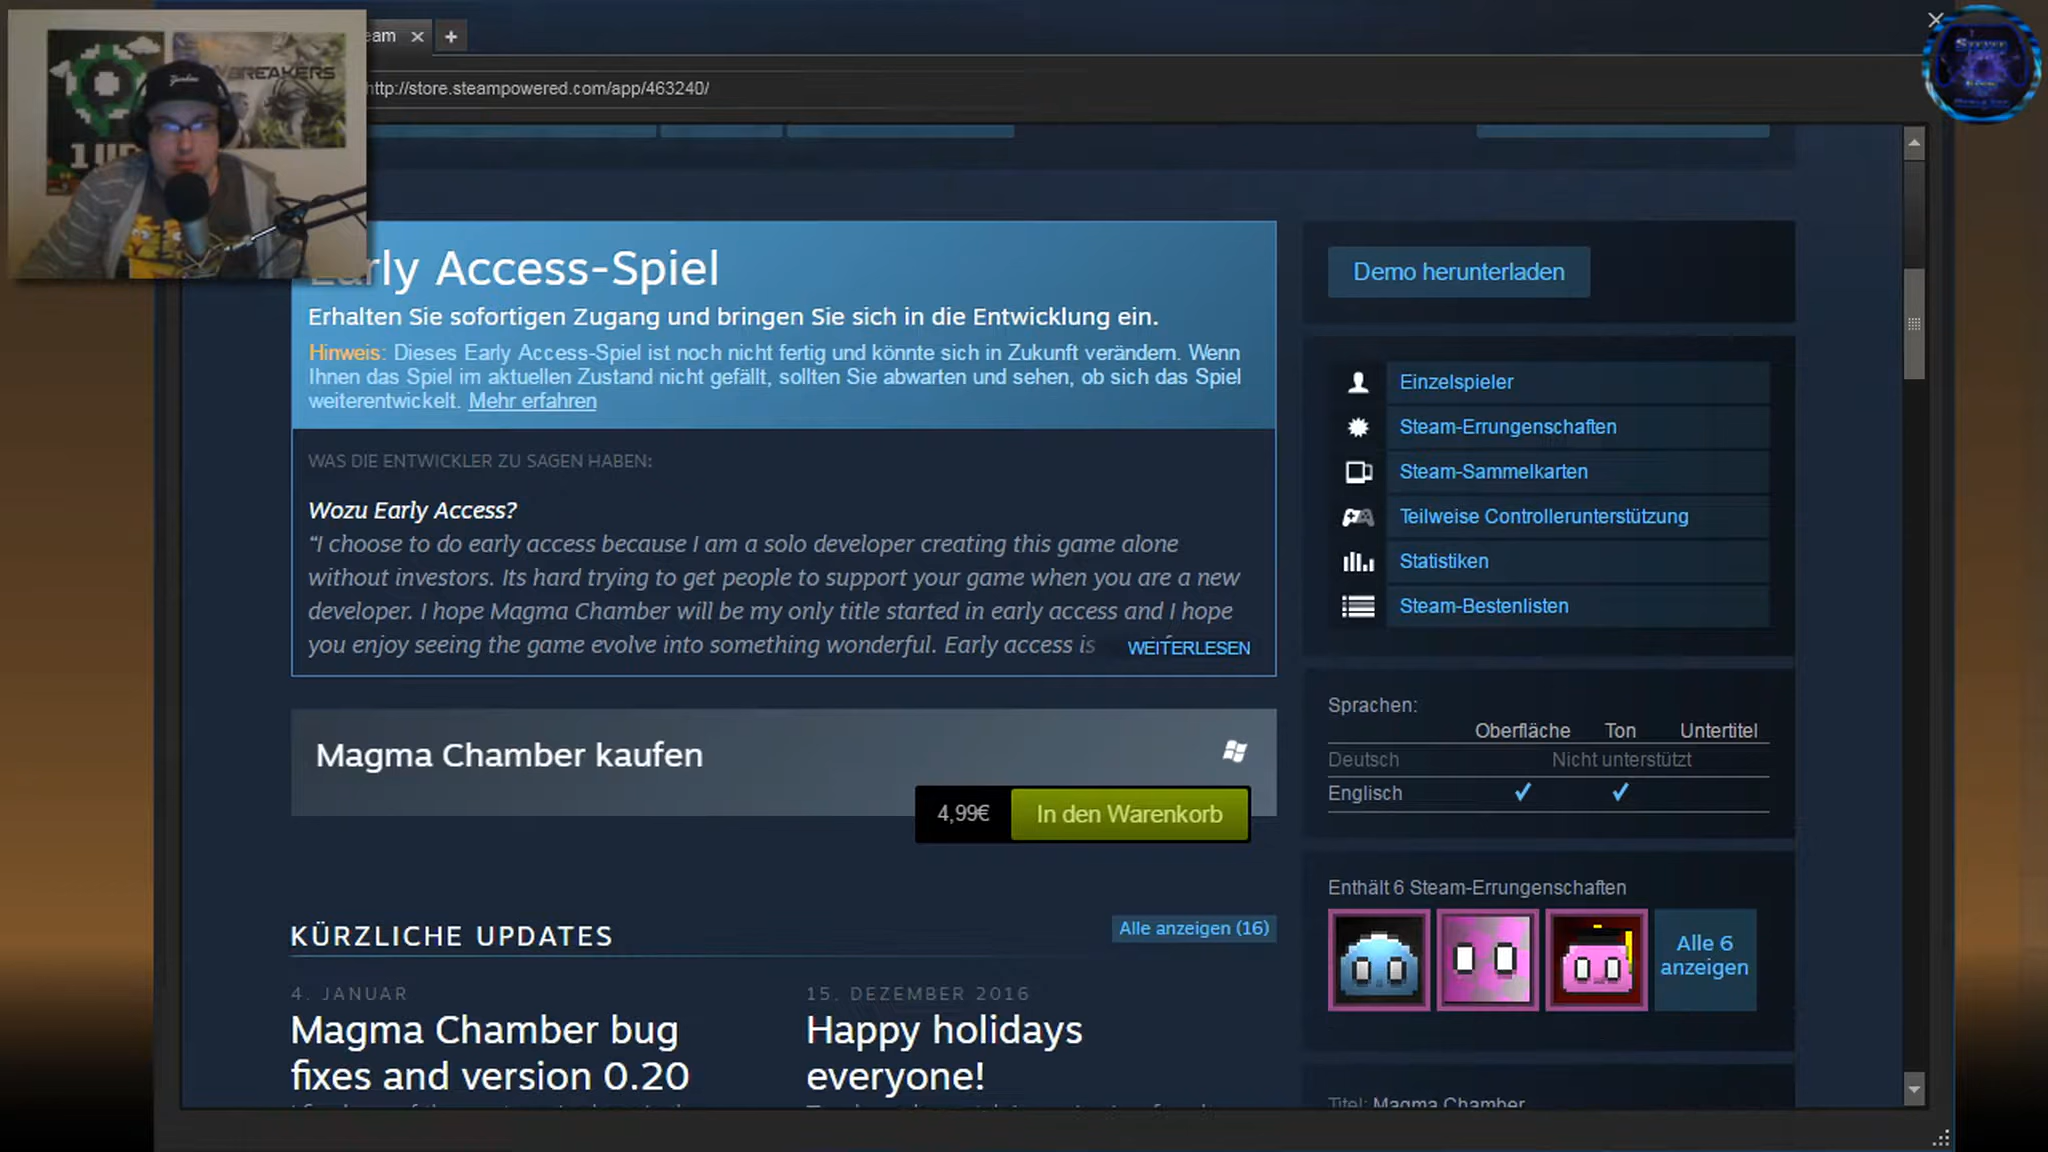 eam
http://store.steampowered.com/app/463240/
BREAKERS
1 UP
Early Access-Spiel
Erhalten Sie sofortigen Zugang und bringen Sie sich in die Entwicklung ein.
Hinweis: Dieses Early Access-Spiel ist noch nicht fertig und könnte sich in Zukunft verändern. Wenn
Ihnen das Spiel im aktuellen Zustand nicht gefällt, sollten Sie abwarten und sehen, ob sich das Spiel
weiterentwickelt. Mehr erfahren
WAS DIE ENTWICKLER ZU SAGEN HABEN:
Wozu Early Access?
“I choose to do early access because I am a solo developer creating this game alone
without investors. Its hard trying to get people to support your game when you are a new
developer. I hope Magma Chamber will be my only title started in early access and I hope
you enjoy seeing the game evolve into something wonderful. Early access is
WEITERLESEN
Magma Chamber kaufen
4,99€
In den Warenkorb
KÜRZLICHE UPDATES
Alle anzeigen (16)
4. JANUAR
Magma Chamber bug
fixes and version 0.20
15. DEZEMBER 2016
Happy holidays
everyone!
Demo herunterladen
Einzelspieler
Steam-Errungenschaften
Steam-Sammelkarten
Teilweise Controllerunterstützung
Statistiken
Steam-Bestenlisten
Sprachen:
Oberfläche Ton Untertitel
Deutsch Nicht unterstützt
Englisch ✓ ✓
Enthält 6 Steam-Errungenschaften
Alle 6
anzeigen
Titel: Magma Chamber